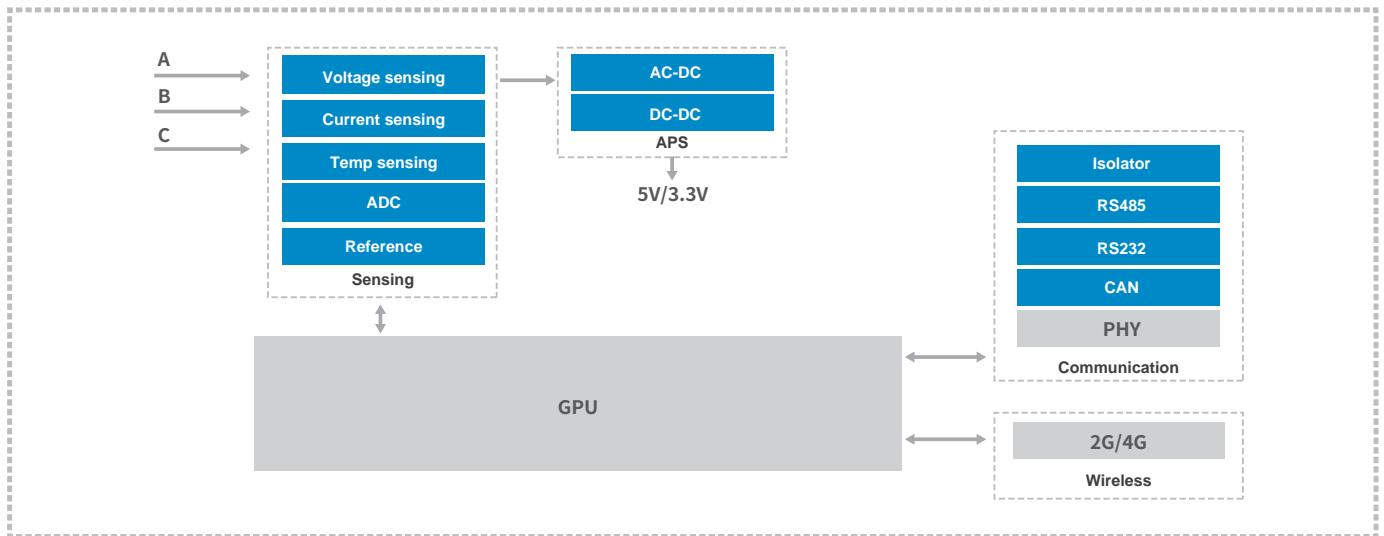 A
B
C
Voltage sensing
Current sensing
Temp sensing
ADC
Reference
Sensing
AC-DC
DC-DC
APS
5V/3.3V
GPU
Isolator
RS485
RS232
CAN
PHY
Communication
2G/4G
Wireless